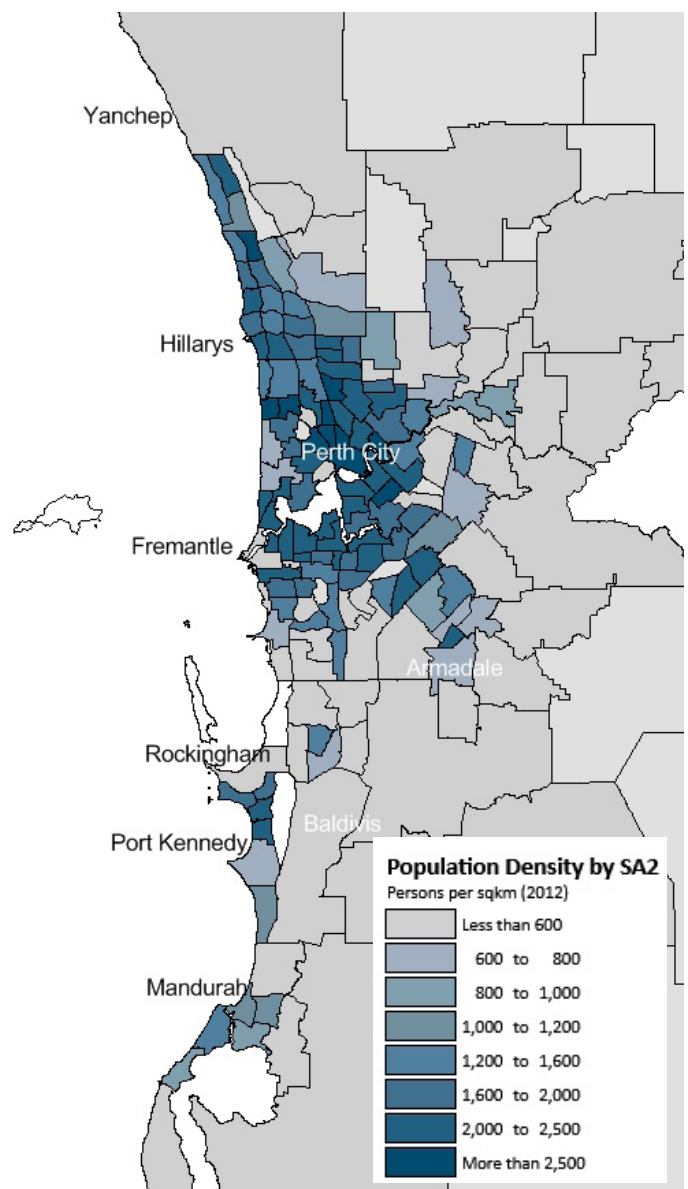 Yanchep
Hillarys
Perth City
Fremantle
Armadale
Rockingham
Baldivis
Port Kennedy
Mandurah
Population Density by SA2
Persons per sqkm (2012)
Less than 600
600 to 800
800 to 1,000
1,000 to 1,200
1,200 to 1,600
1,600 to 2,000
2,000 to 2,500
More than 2,500